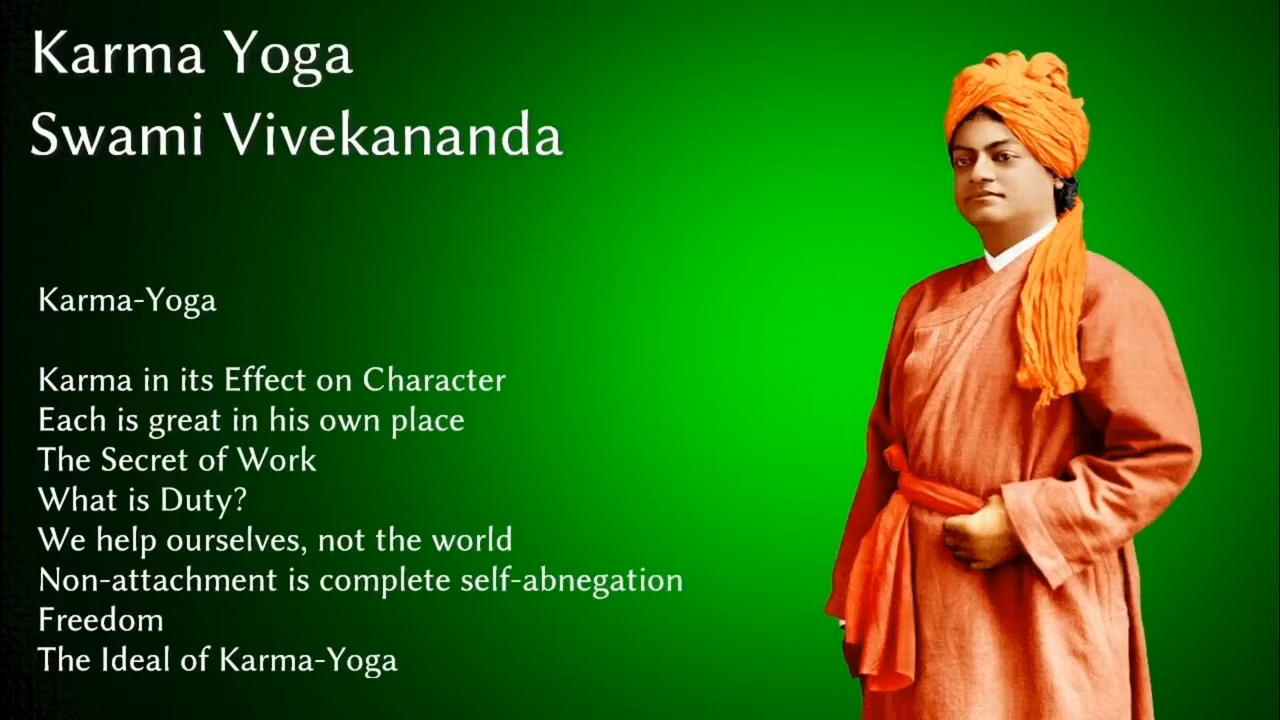 Karma Yoga
Swami Vivekananda
Karma-Yoga
Karma in its Effect on Character
Each is great in his own place
The Secret of Work
What is Duty?
We help ourselves, not the world
Non-attachment is complete self-abnegation
Freedom
The Ideal of Karma-Yoga